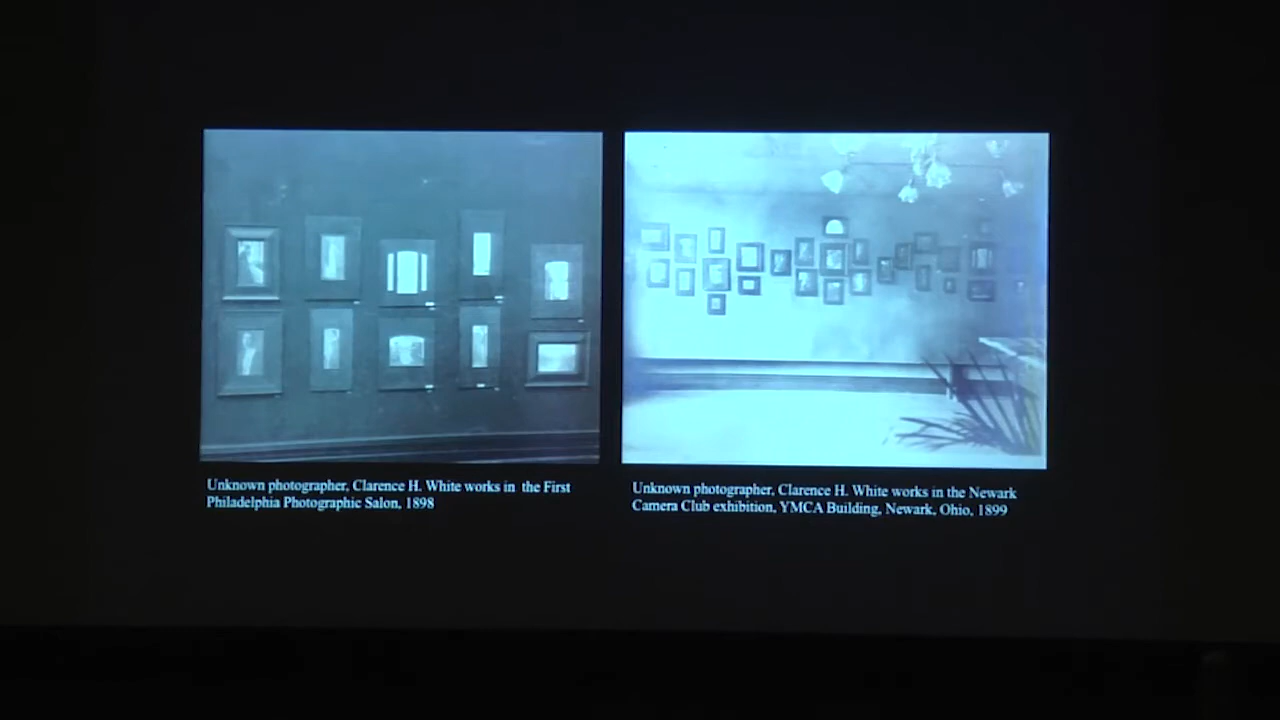 Unknown photographer, Clarence H. White works in the First
Philadelphia Photographic Salon, 1898
Unknown photographer, Clarence H. White works in the Newark
Camera Club exhibition, YMCA Building, Newark, Ohio, 1899